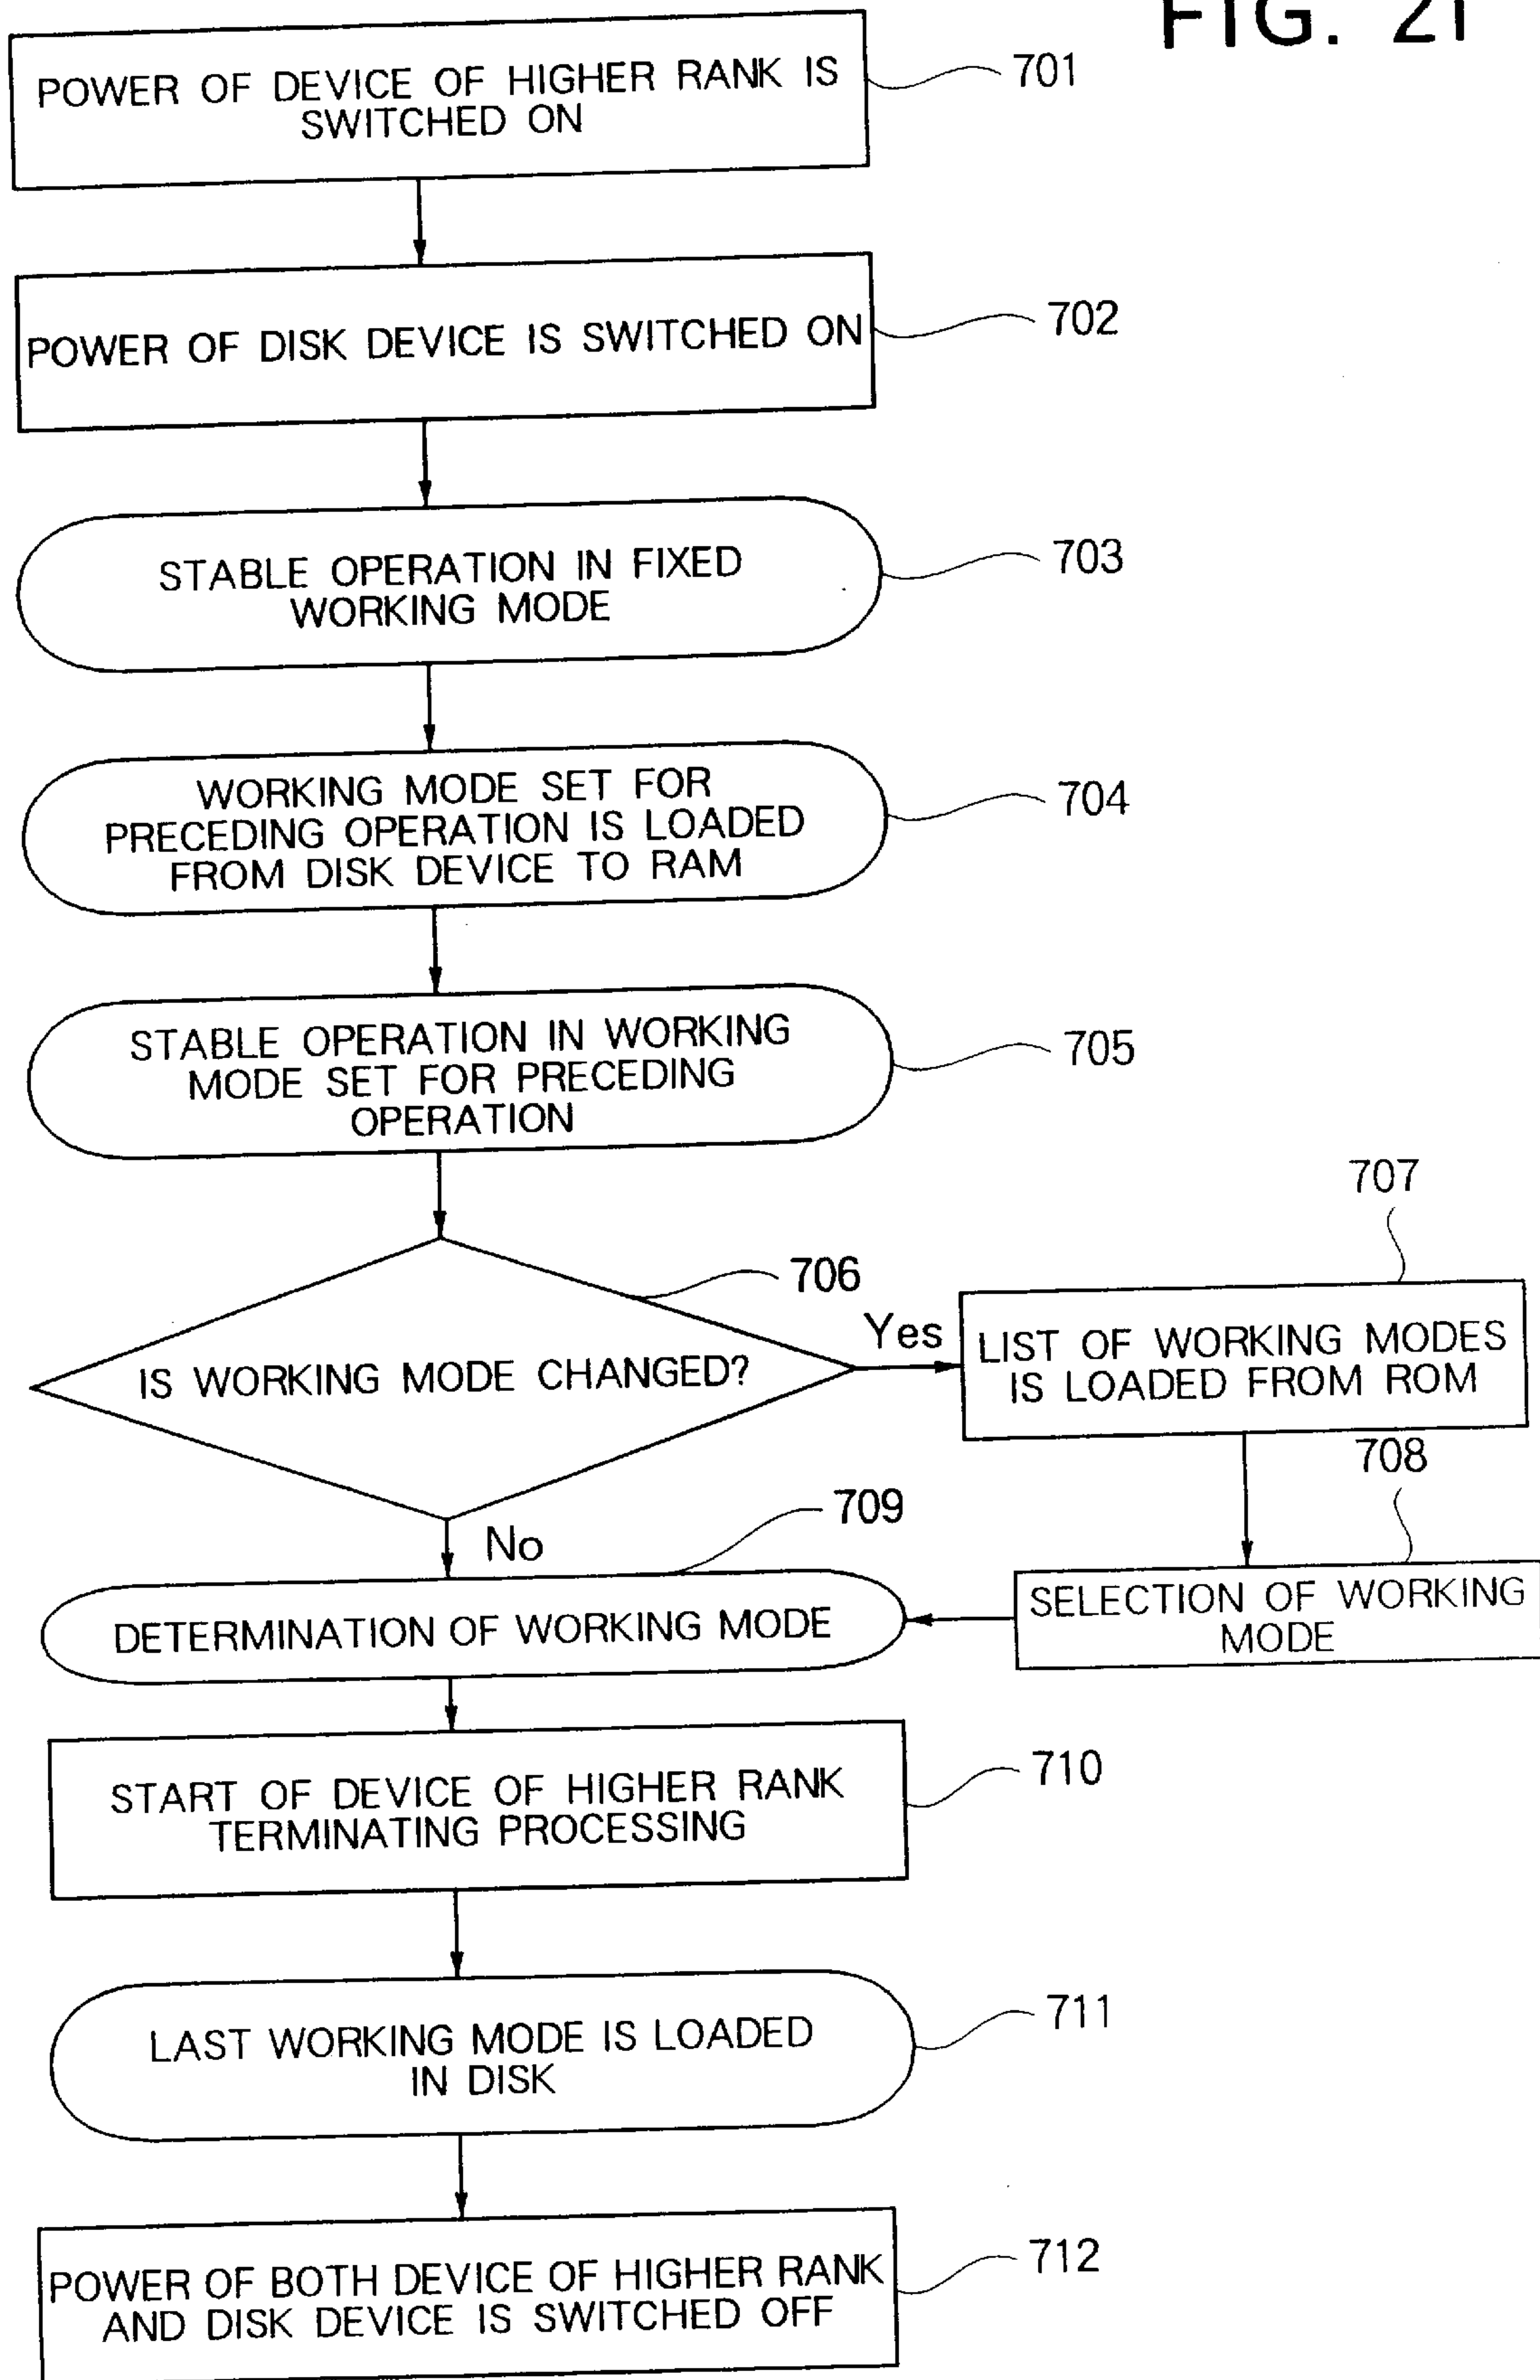 FIG. 21
POWER OF DEVICE OF HIGHER RANK IS
SWITCHED ON
701
POWER OF DISK DEVICE IS SWITCHED ON
702
STABLE OPERATION IN FIXED
WORKING MODE
703
WORKING MODE SET FOR
PRECEDING OPERATION IS LOADED
FROM DISK DEVICE TO RAM
704
STABLE OPERATION IN WORKING
MODE SET FOR PRECEDING
OPERATION
705
IS WORKING MODE CHANGED?
706
Yes
No
707
LIST OF WORKING MODES
IS LOADED FROM ROM
708
SELECTION OF WORKING
MODE
709
DETERMINATION OF WORKING MODE
START OF DEVICE OF HIGHER RANK
TERMINATING PROCESSING
710
LAST WORKING MODE IS LOADED
IN DISK
711
POWER OF BOTH DEVICE OF HIGHER RANK
AND DISK DEVICE IS SWITCHED OFF
712